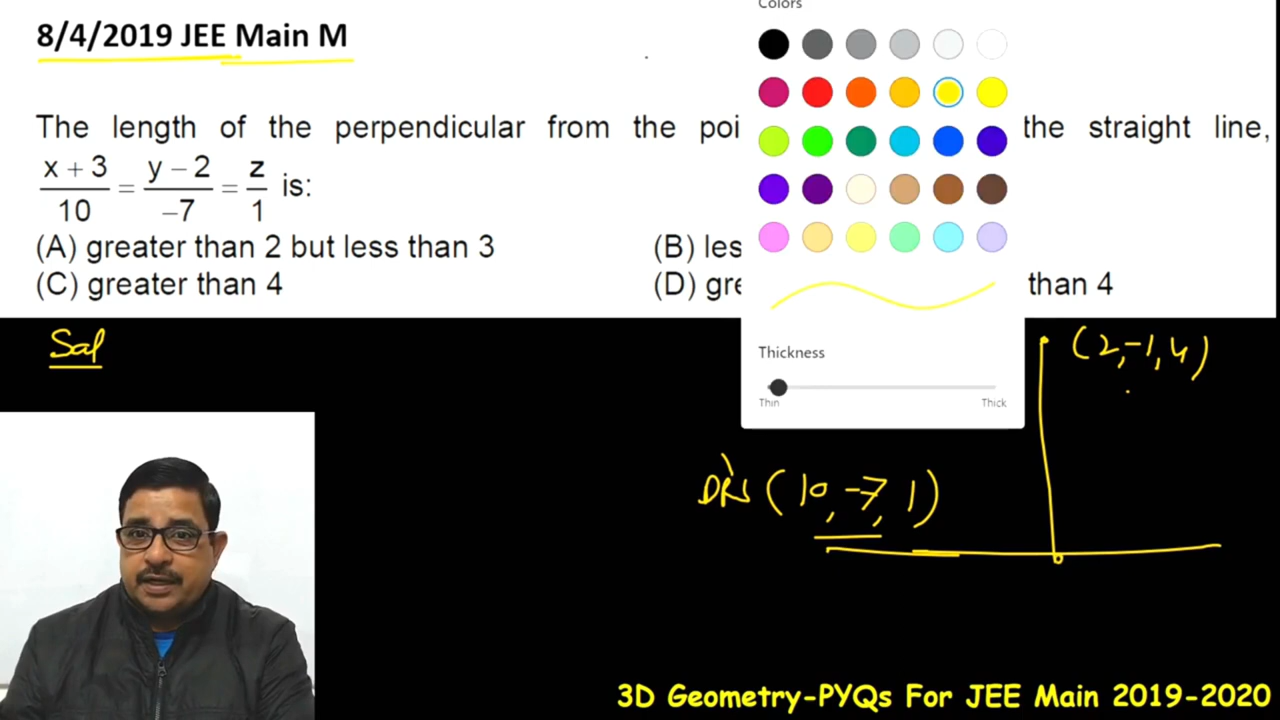 8/4/2019 JEE Main M
Colors
The length of the perpendicular from the poi the straight line,
x + 3 / 10 = y – 2 / –7 = z / 1 is:
(A) greater than 2 but less than 3 (B) les
(C) greater than 4 (D) gre than 4
Sol
Thickness
Thin Thick
(2,-1,4)
DRs (10,-7,1)
3D Geometry-PYQs For JEE Main 2019-2020